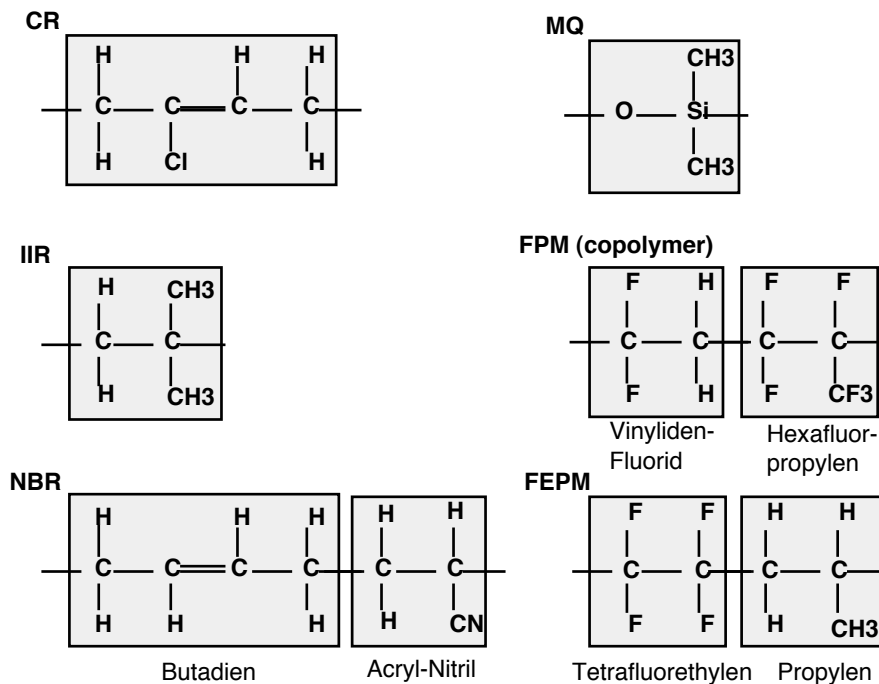 CR
H H H
C C C C
H Cl H
MQ
CH3
O Si
CH3
IIR
H CH3
C C
H CH3
FPM (copolymer)
F H F F
C C C C
F H F CF3
Vinyliden-
Fluorid
Hexafluor-
propylen
NBR
H H H H H
C C C C C C
H H H H CN
Butadien
Acryl-Nitril
FEPM
F F H H
C C C C
F F H CH3
Tetrafluorethylen
Propylen